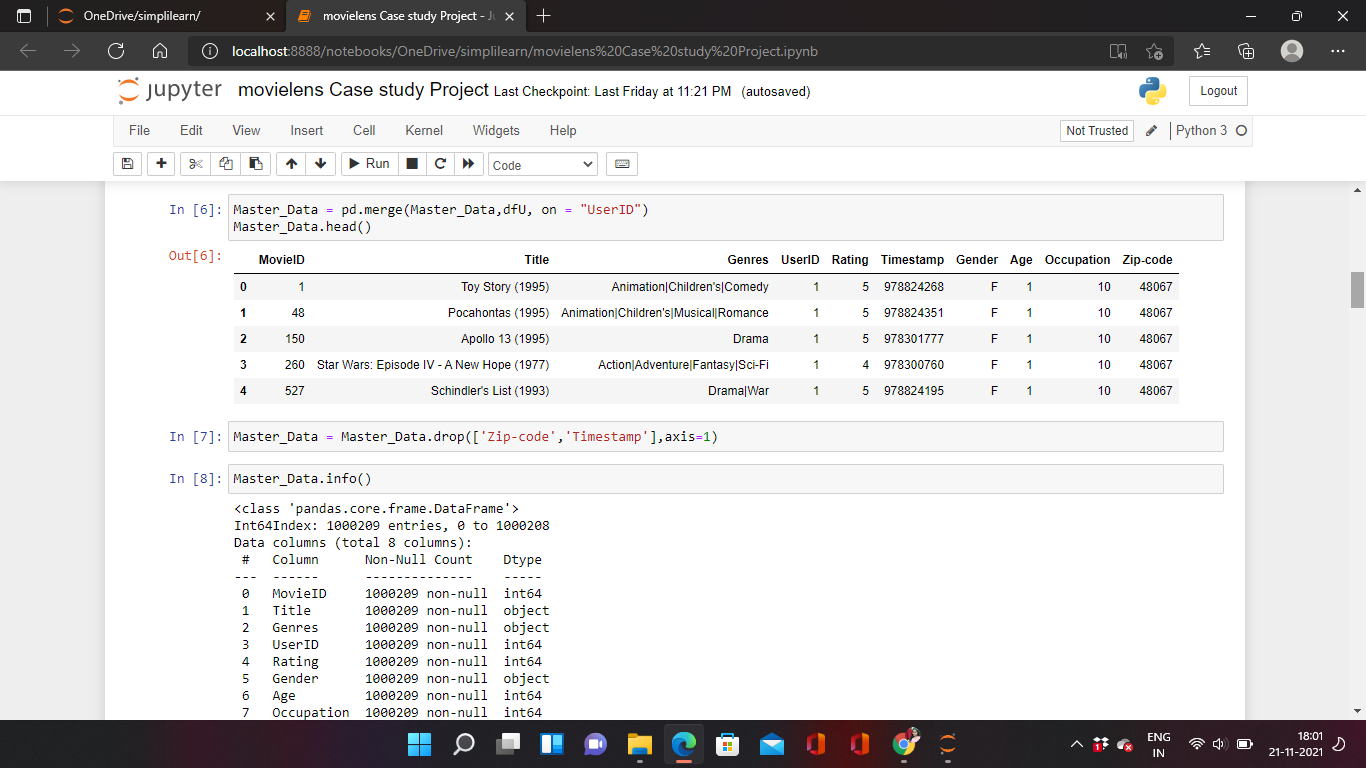 OneDrive/simplilearn/
movielens Case study Project - Ju
localhost:8888/notebooks/OneDrive/simplilearn/movielens%20Case%20study%20Project.ipynb
jupyter movielens Case study Project Last Checkpoint: Last Friday at 11:21 PM (autosaved)
Logout
File Edit View Insert Cell Kernel Widgets Help
Not Trusted
Python 3
Run
Code
In [6]: Master_Data = pd.merge(Master_Data,dfU, on = "UserID")
Master_Data.head()
Out[6]:
MovieID Title Genres UserID Rating Timestamp Gender Age Occupation Zip-code
0 1 Toy Story (1995) Animation|Children's|Comedy 1 5 978824268 F 1 10 48067
1 48 Pocahontas (1995) Animation|Children's|Musical|Romance 1 5 978824351 F 1 10 48067
2 150 Apollo 13 (1995) Drama 1 5 978301777 F 1 10 48067
3 260 Star Wars: Episode IV - A New Hope (1977) Action|Adventure|Fantasy|Sci-Fi 1 4 978300760 F 1 10 48067
4 527 Schindler's List (1993) Drama|War 1 5 978824195 F 1 10 48067
In [7]: Master_Data = Master_Data.drop(['Zip-code','Timestamp'],axis=1)
In [8]: Master_Data.info()
<class 'pandas.core.frame.DataFrame'>
Int64Index: 1000209 entries, 0 to 1000208
Data columns (total 8 columns):
# Column Non-Null Count Dtype
--- ------ -------------- -----
0 MovieID 1000209 non-null int64
1 Title 1000209 non-null object
2 Genres 1000209 non-null object
3 UserID 1000209 non-null int64
4 Rating 1000209 non-null int64
5 Gender 1000209 non-null object
6 Age 1000209 non-null int64
7 Occupation 1000209 non-null int64
1
ENG
IN
18:01
21-11-2021